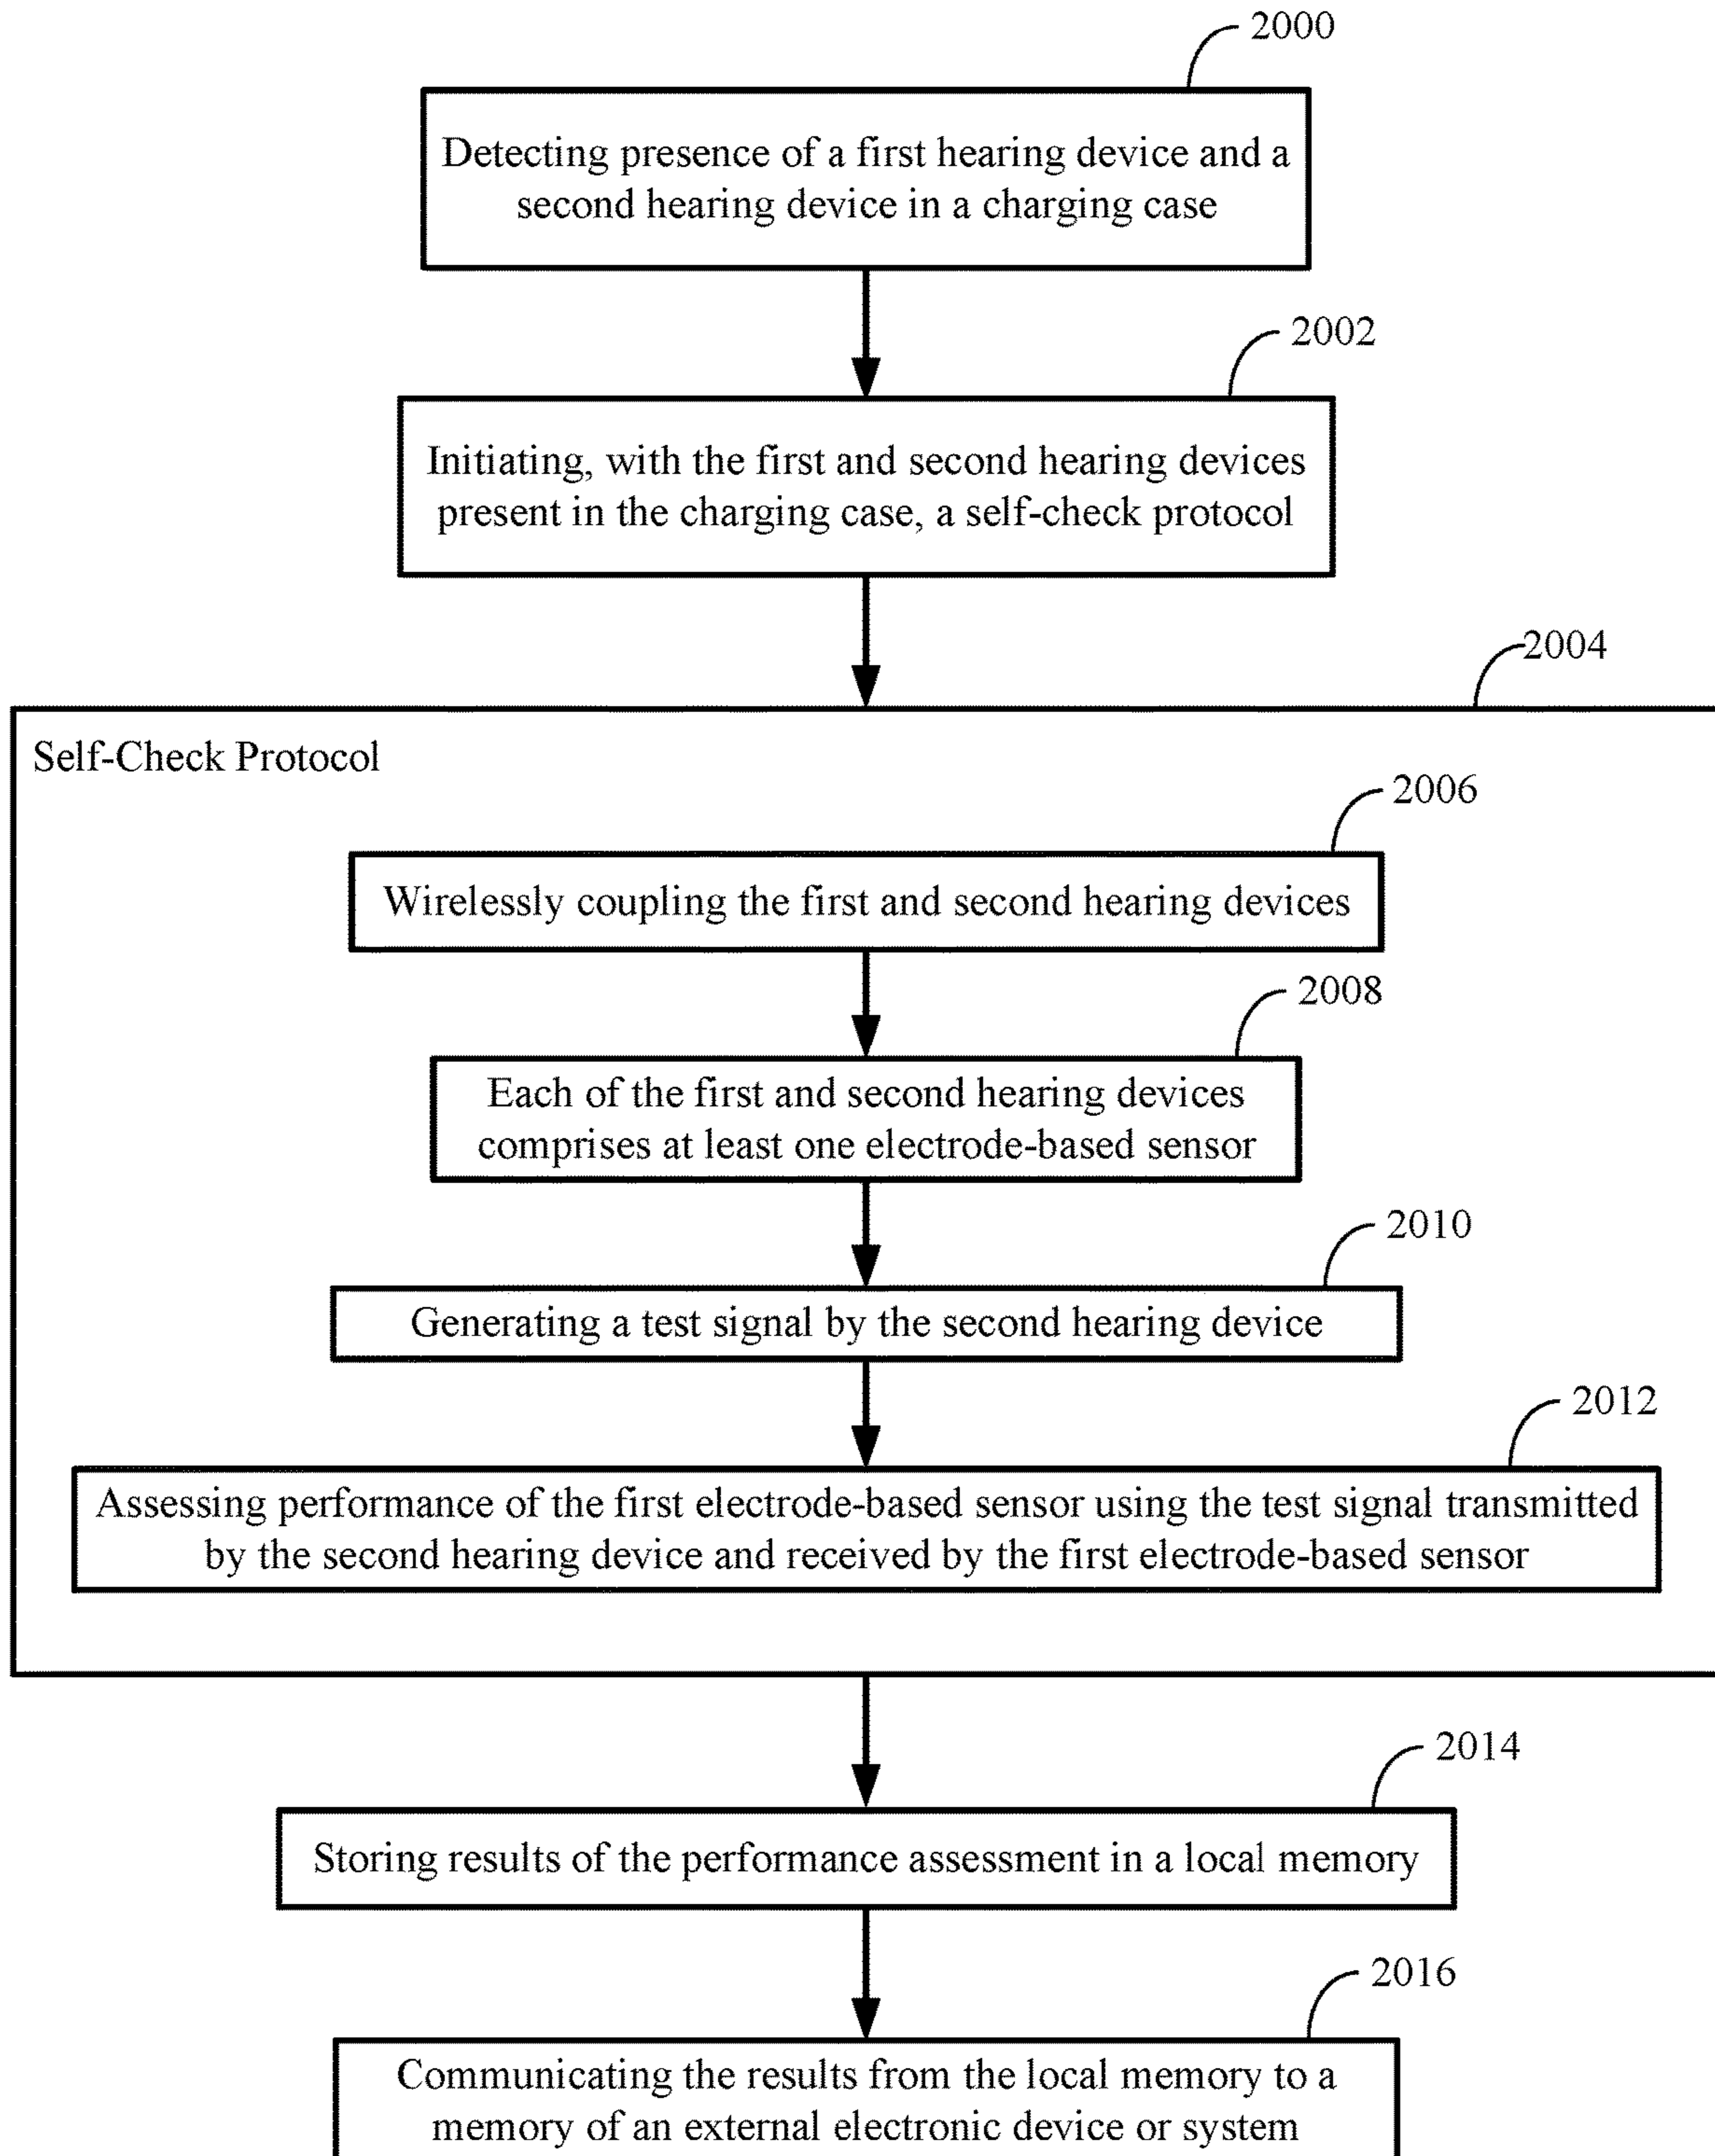 2000
Detecting presence of a first hearing device and a
second hearing device in a charging case
2002
Initiating, with the first and second hearing devices
present in the charging case, a self-check protocol
2004
Self-Check Protocol
2006
Wirelessly coupling the first and second hearing devices
2008
Each of the first and second hearing devices
comprises at least one electrode-based sensor
2010
Generating a test signal by the second hearing device
2012
Assessing performance of the first electrode-based sensor using the test signal transmitted
by the second hearing device and received by the first electrode-based sensor
2014
Storing results of the performance assessment in a local memory
2016
Communicating the results from the local memory to a
memory of an external electronic device or system